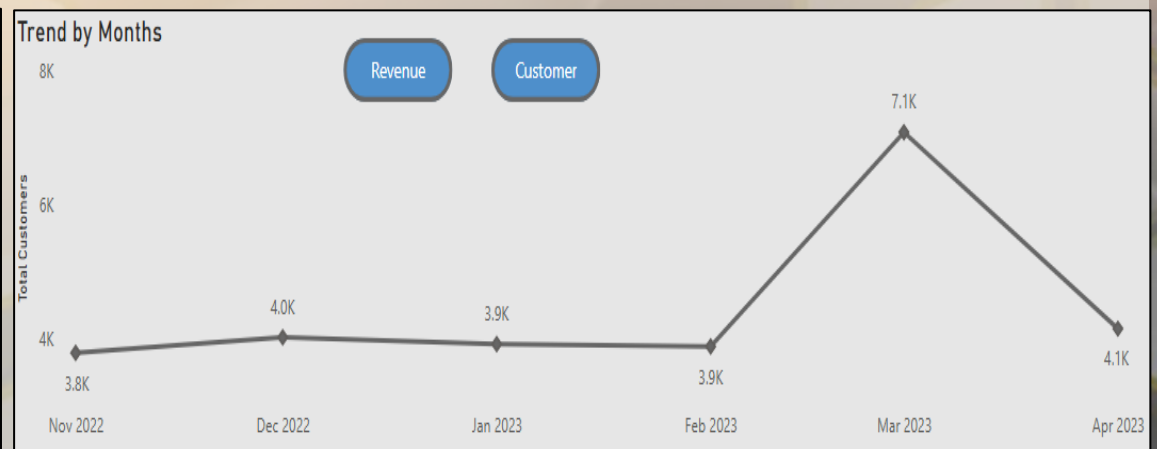 Trend by Months
Revenue
Customer
8K
6K
4K
Total Customers
3.8K
4.0K
3.9K
3.9K
7.1K
4.1K
Nov 2022
Dec 2022
Jan 2023
Feb 2023
Mar 2023
Apr 2023